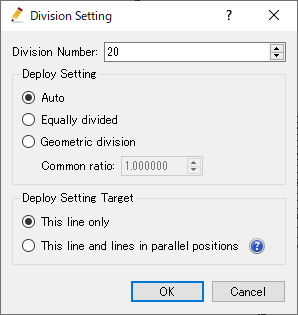 Division Setting
?
Division Number: 20
Deploy Setting
Auto
Equally divided
Geometric division
Common ratio: 1.000000
Deploy Setting Target
This line only
This line and lines in parallel positions ?
OK Cancel